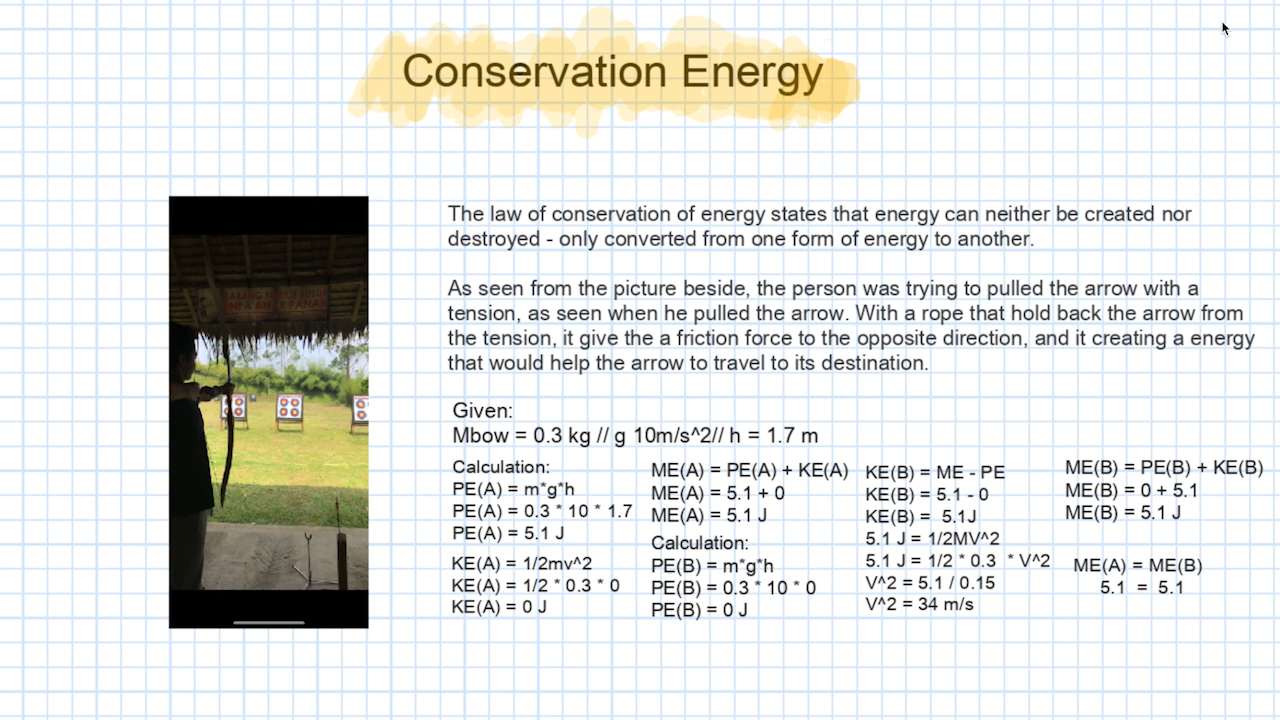 Conservation Energy
The law of conservation of energy states that energy can neither be created nor
destroyed - only converted from one form of energy to another.
As seen from the picture beside, the person was trying to pulled the arrow with a
tension, as seen when he pulled the arrow. With a rope that hold back the arrow from
the tension, it give the a friction force to the opposite direction, and it creating a energy
that would help the arrow to travel to its destination.
Given:
Mbow = 0.3 kg // g 10m/s^2// h = 1.7 m
Calculation:
PE(A) = m*g*h
PE(A) = 0.3 * 10 * 1.7
PE(A) = 5.1 J
KE(A) = 1/2mv^2
KE(A) = 1/2 * 0.3 * 0
KE(A) = 0 J
ME(A) = PE(A) + KE(A)
ME(A) = 5.1 + 0
ME(A) = 5.1 J
Calculation:
PE(B) = m*g*h
PE(B) = 0.3 * 10 * 0
PE(B) = 0 J
KE(B) = ME - PE
KE(B) = 5.1 - 0
KE(B) =  5.1J
5.1 J = 1/2MV^2
5.1 J = 1/2 * 0.3  * V^2
V^2 = 5.1 / 0.15
V^2 = 34 m/s
ME(B) = PE(B) + KE(B)
ME(B) = 0 + 5.1
ME(B) = 5.1 J
ME(A) = ME(B)
5.1  =  5.1